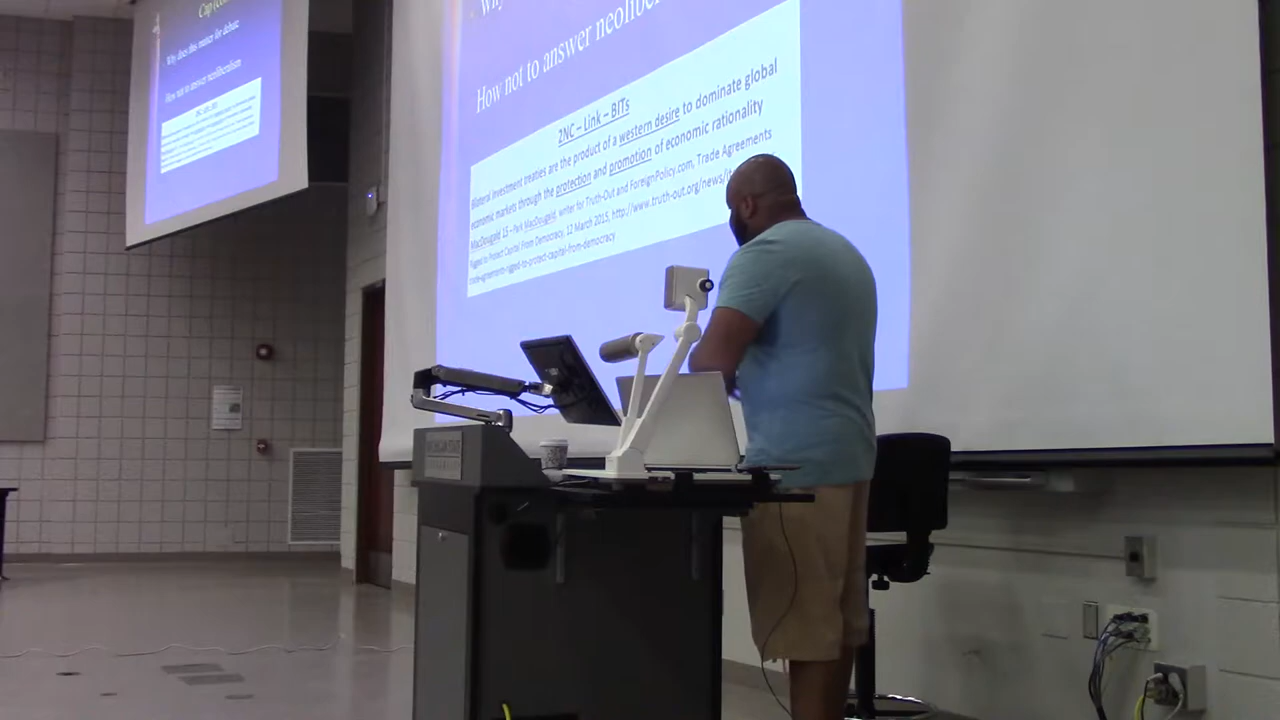 Cap (
Why does this matter for debate
How not to answer neoliberalism
Why
How not to answer neoliber
2NC – Link – BITs
Bilateral investment treaties are the product of a western desire to dominate global
economic markets through the protection and promotion of economic rationality
MacDougald 15 – Park MacDougald, writer for Truth-Out and ForeignPolicy.com, Trade Agreements
Rigged to Protect Capital From Democracy, 12 March 2015, http://www.truth-out.org/news/it
trade-agreements-rigged-to-protect-capital-from-democracy